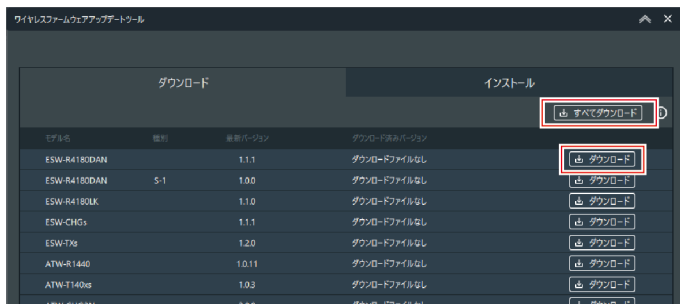 ワイヤレスファームウェアアップデートツール
ダウンロード インストール
すべてダウンロード
モデル名 種別 最新バージョン ダウンロード済みバージョン
ESW-R4180DAN 1.1.1 ダウンロードファイルなし ダウンロード
ESW-R4180DAN S-1 1.0.0 ダウンロードファイルなし ダウンロード
ESW-R4180LK 1.1.0 ダウンロードファイルなし ダウンロード
ESW-CHGs 1.1.1 ダウンロードファイルなし ダウンロード
ESW-TXs 1.2.0 ダウンロードファイルなし ダウンロード
ATW-R1440 1.0.11 ダウンロードファイルなし ダウンロード
ATW-T140xs 1.0.3 ダウンロードファイルなし ダウンロード